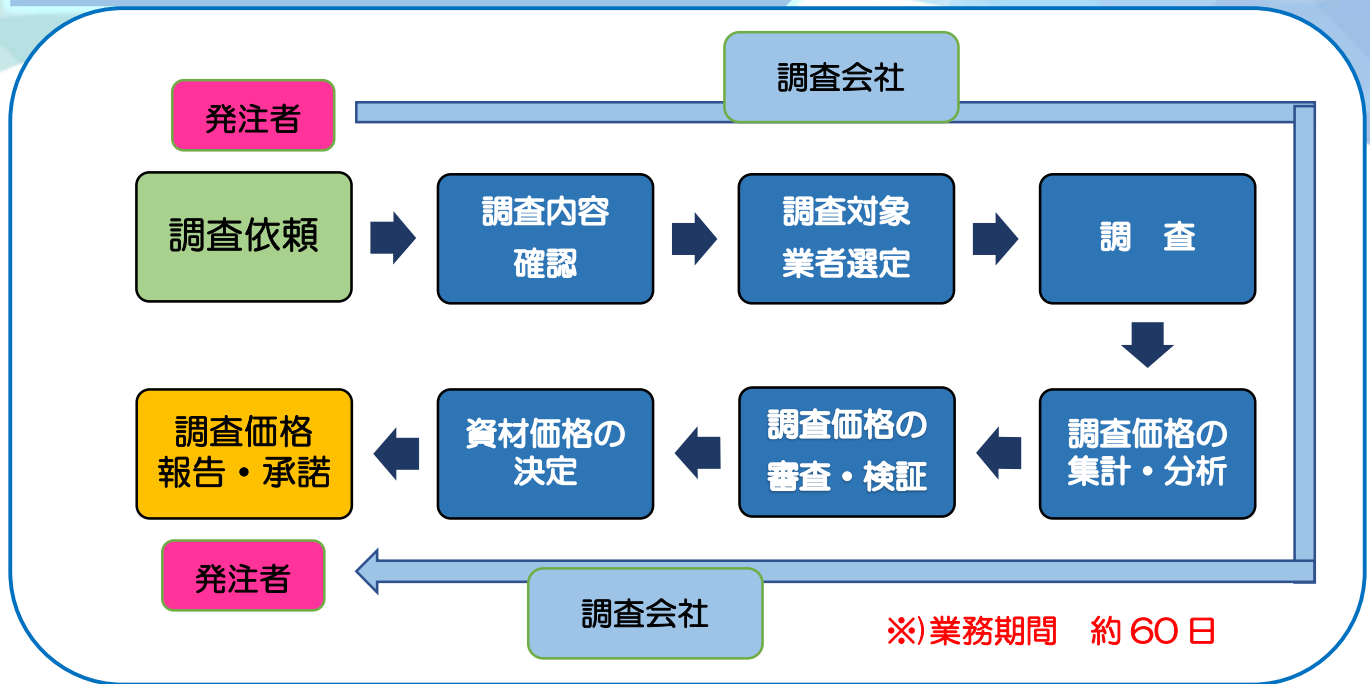 調査会社
発注者
調査依頼
調査内容
確認
調査対象
業者選定
調　査
調査価格の
集計・分析
調査価格の
審査・検証
資材価格の
決定
調査価格
報告・承諾
発注者
調査会社
※)業務期間　約60日